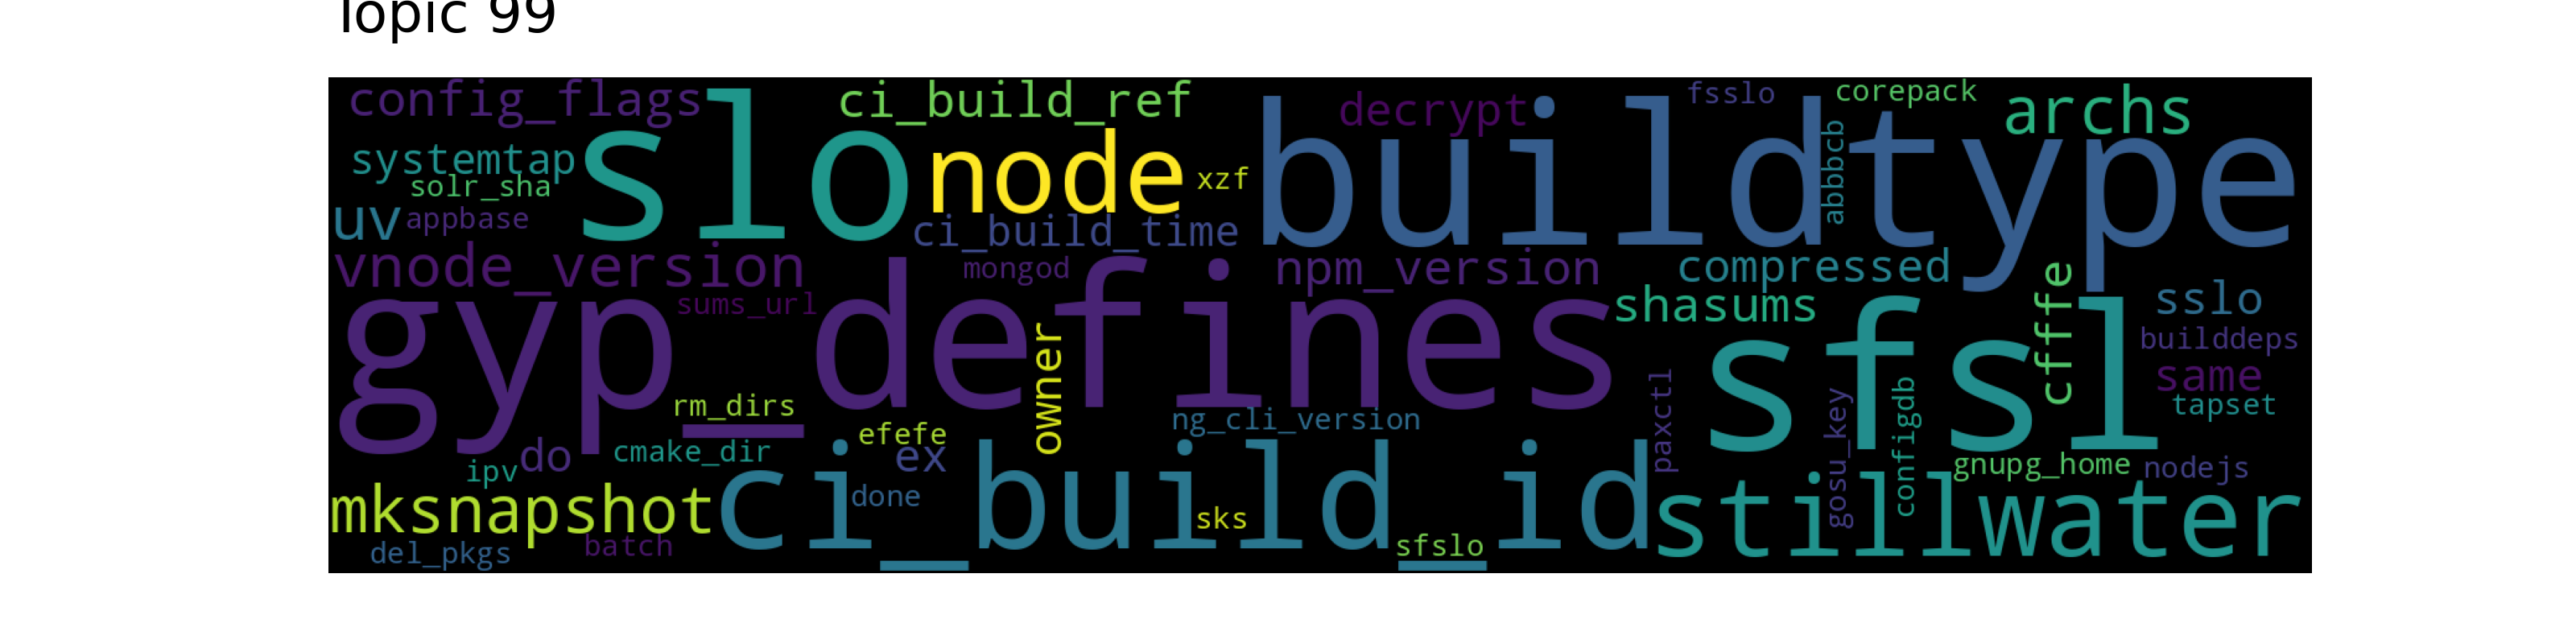 Topic 99
config_flags
ci_build_ref
decrypt
fsslo
corepack
archs
systemtap
slo
node
xzf
buildtype
abbbcb
solr_sha
uv
appbase
ci_build_time
vnode_version
mongod
npm_version
compressed
sums_url
gyp_defines
shasums
cfffe
sslo
owner
sfsl
builddeps
same
tapset
rm_dirs
efefe
ng_cli_version
paxctl
gosu_key
configdb
ipv
do
cmake_dir
ex
gnupg_home
nodejs
mksnapshot
ci_build_id
done
sks
stillwater
del_pkgs
batch
sfslo